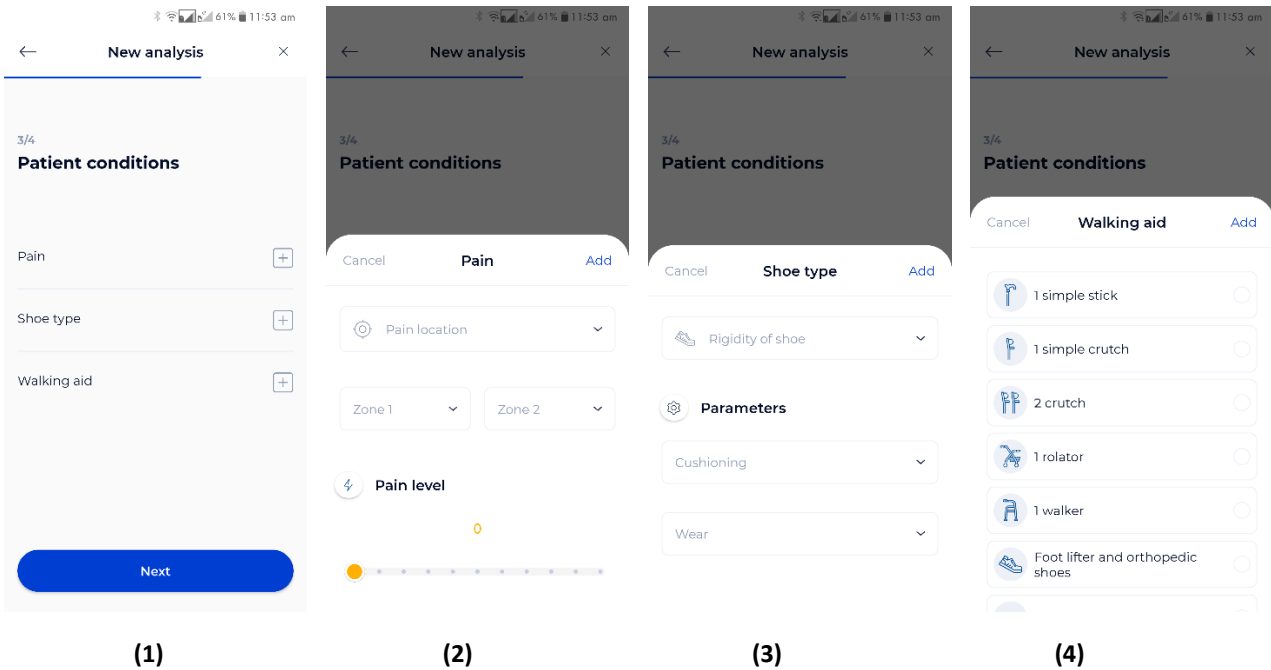 61% 11:53 am
New analysis
3/4
Patient conditions
Pain
Shoe type
Walking aid
Next
(1)
61% 11:53 am
New analysis
3/4
Patient conditions
Cancel Pain Add
Pain location
Zone 1 Zone 2
Pain level
0
(2)
61% 11:53 am
New analysis
3/4
Patient conditions
Cancel Shoe type Add
Rigidity of shoe
Parameters
Cushioning
Wear
(3)
61% 11:53 am
New analysis
3/4
Patient conditions
Cancel Walking aid Add
1 simple stick
1 simple crutch
2 crutch
1 rolator
1 walker
Foot lifter and orthopedic
shoes
(4)